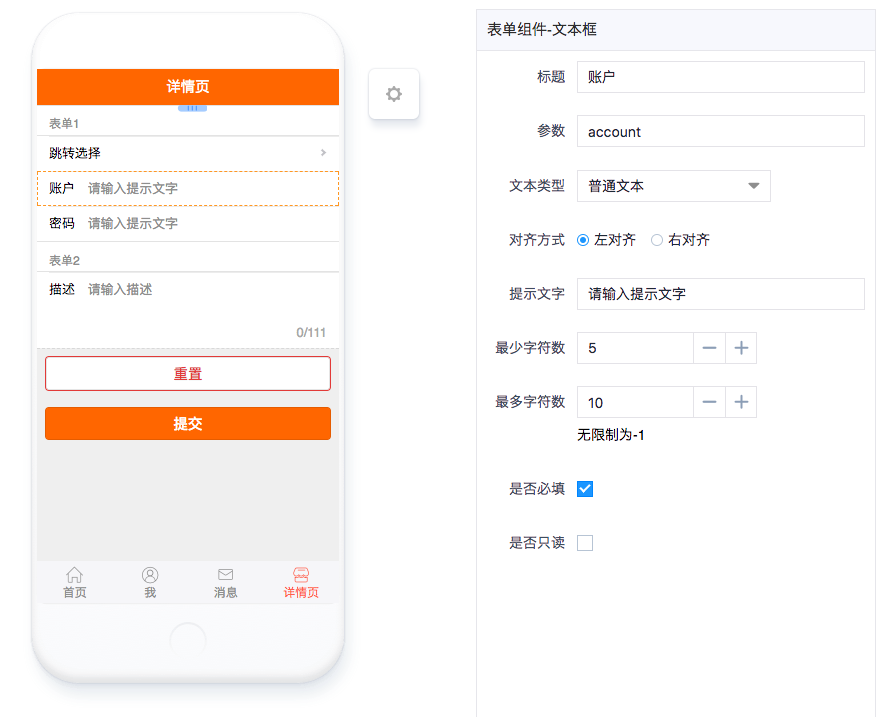 详情页
表单1
跳转选择
账户 请输入提示文字
密码 请输入提示文字
表单2
描述 请输入描述
0/111
重置
提交
首页 我 消息 详情页
表单组件-文本框
标题 账户
参数 account
文本类型 普通文本
对齐方式 左对齐 右对齐
提示文字 请输入提示文字
最少字符数 5
最多字符数 10
无限制为-1
是否必填
是否只读